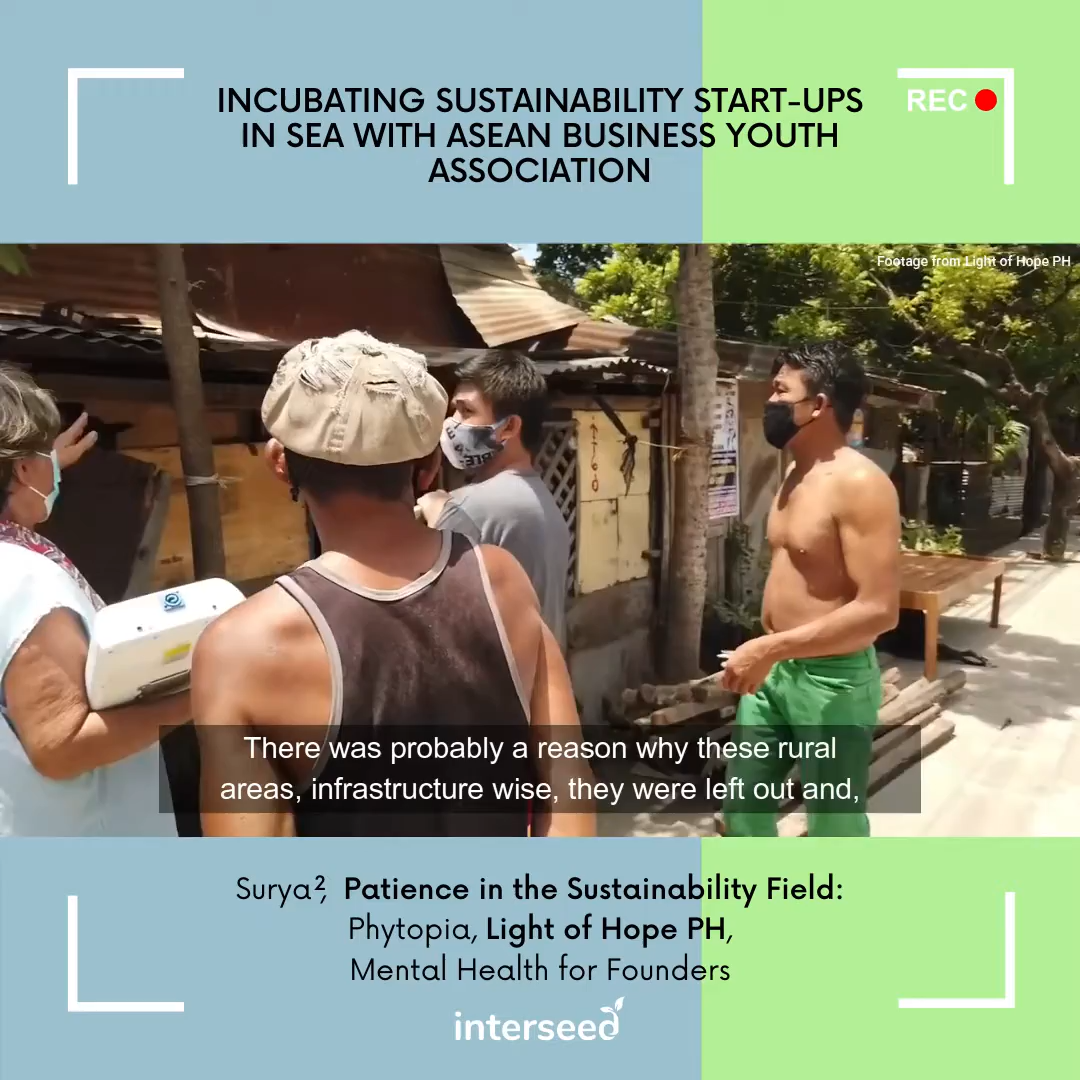 INCUBATING SUSTAINABILITY START-UPS
IN SEA WITH ASEAN BUSINESS YOUTH
ASSOCIATION
REC
Footage from Light of Hope PH
There was probably a reason why these rural
areas, infrastructure wise, they were left out and,
Surya², Patience in the Sustainability Field:
Phytopia, Light of Hope PH,
Mental Health for Founders
interseed